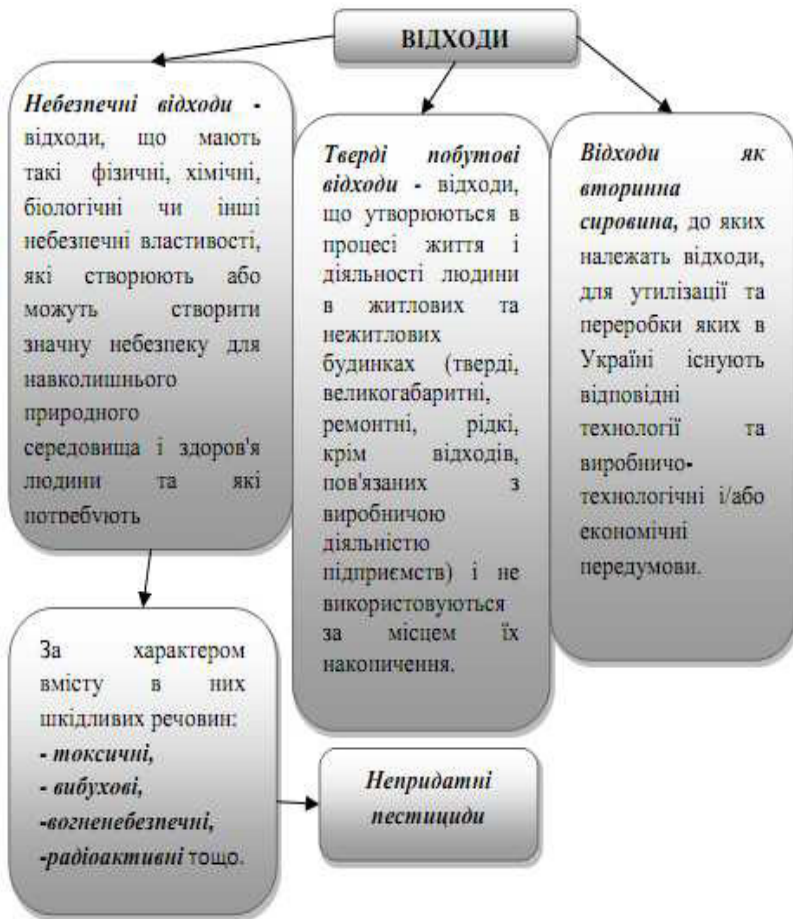 ВІДХОДИ
Небезпечні відходи -
відходи, що мають
такі фізичні, хімічні,
біологічні чи інші
небезпечні властивості,
які створюють або
можуть створити
значну небезпеку для
навколишнього
природного
середовища і здоров'я
людини та які
потребують
Тверді побутові
відходи - відходи,
що утворюються в
процесі життя і
діяльності людини
в житлових та
нежитлових
будинках (тверді,
великогабаритні,
ремонтні, рідкі,
крім відходів,
пов'язаних з
виробничою
діяльністю
підприємств) і не
використовуються
за місцем їх
накопичення.
Відходи як
вторинна
сировина, до яких
належать відходи,
для утилізації та
переробки яких в
Україні існують
відповідні
технології та
виробничо-
технологічні і/або
економічні
передумови.
За характером
вмісту в них
шкідливих речовин:
- токсичні,
- вибухові,
-вогненебезпечні,
-радіоактивні тощо.
Непридатні
пестициди